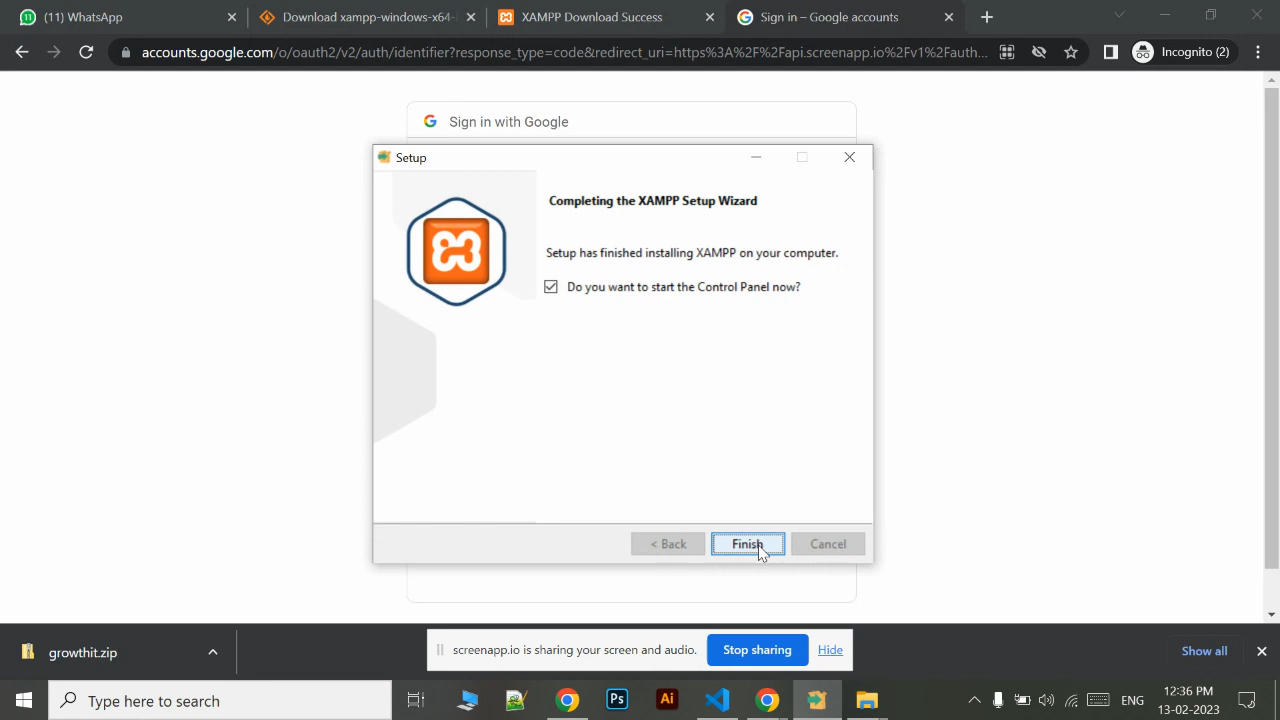 (11) WhatsApp
Download xampp-windows-x64-
XAMPP Download Success
Sign in – Google accounts
accounts.google.com/o/oauth2/v2/auth/identifier?response_type=code&redirect_uri=https%3A%2F%2Fapi.screenapp.io%2Fv1%2Fauth...
Incognito (2)
Sign in with Google
Setup
Completing the XAMPP Setup Wizard
Setup has finished installing XAMPP on your computer.
Do you want to start the Control Panel now?
< Back
Finish
Cancel
growthit.zip
screenapp.io is sharing your screen and audio.
Stop sharing
Hide
Show all
Type here to search
Ps
Ai
ENG
12:36 PM
13-02-2023